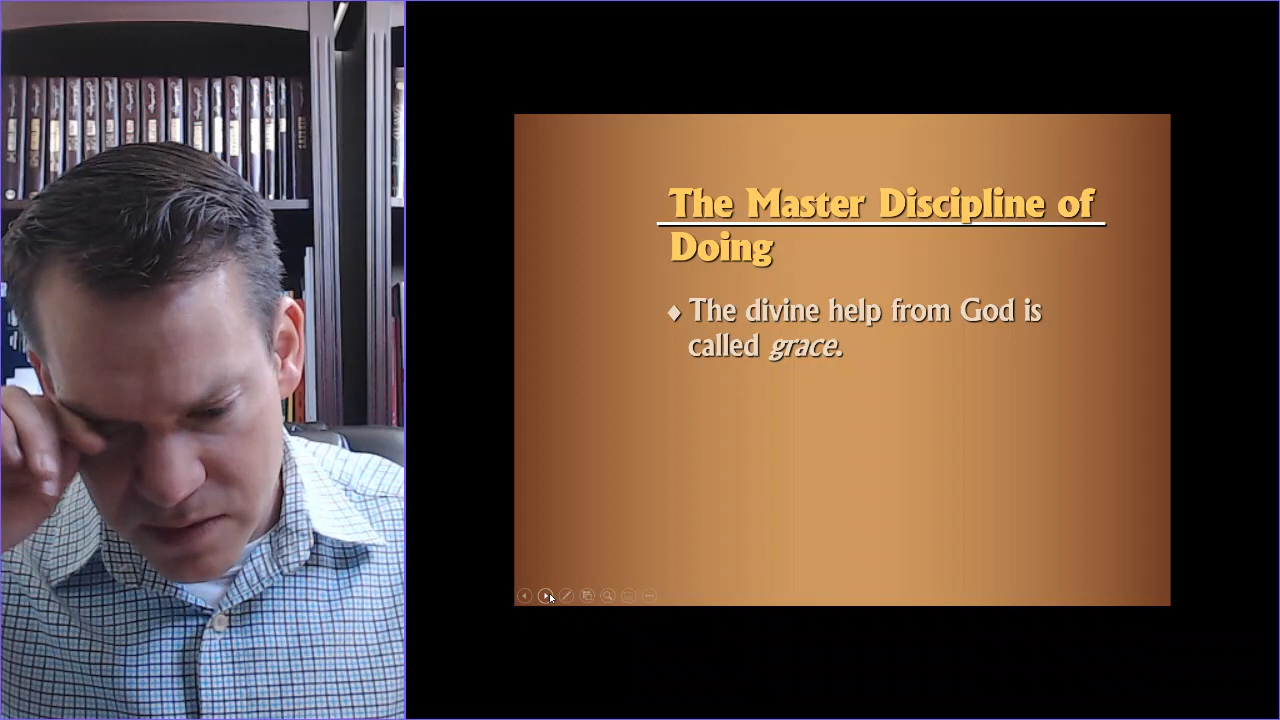 The Master Discipline of
Doing
The divine help from God is
called grace.